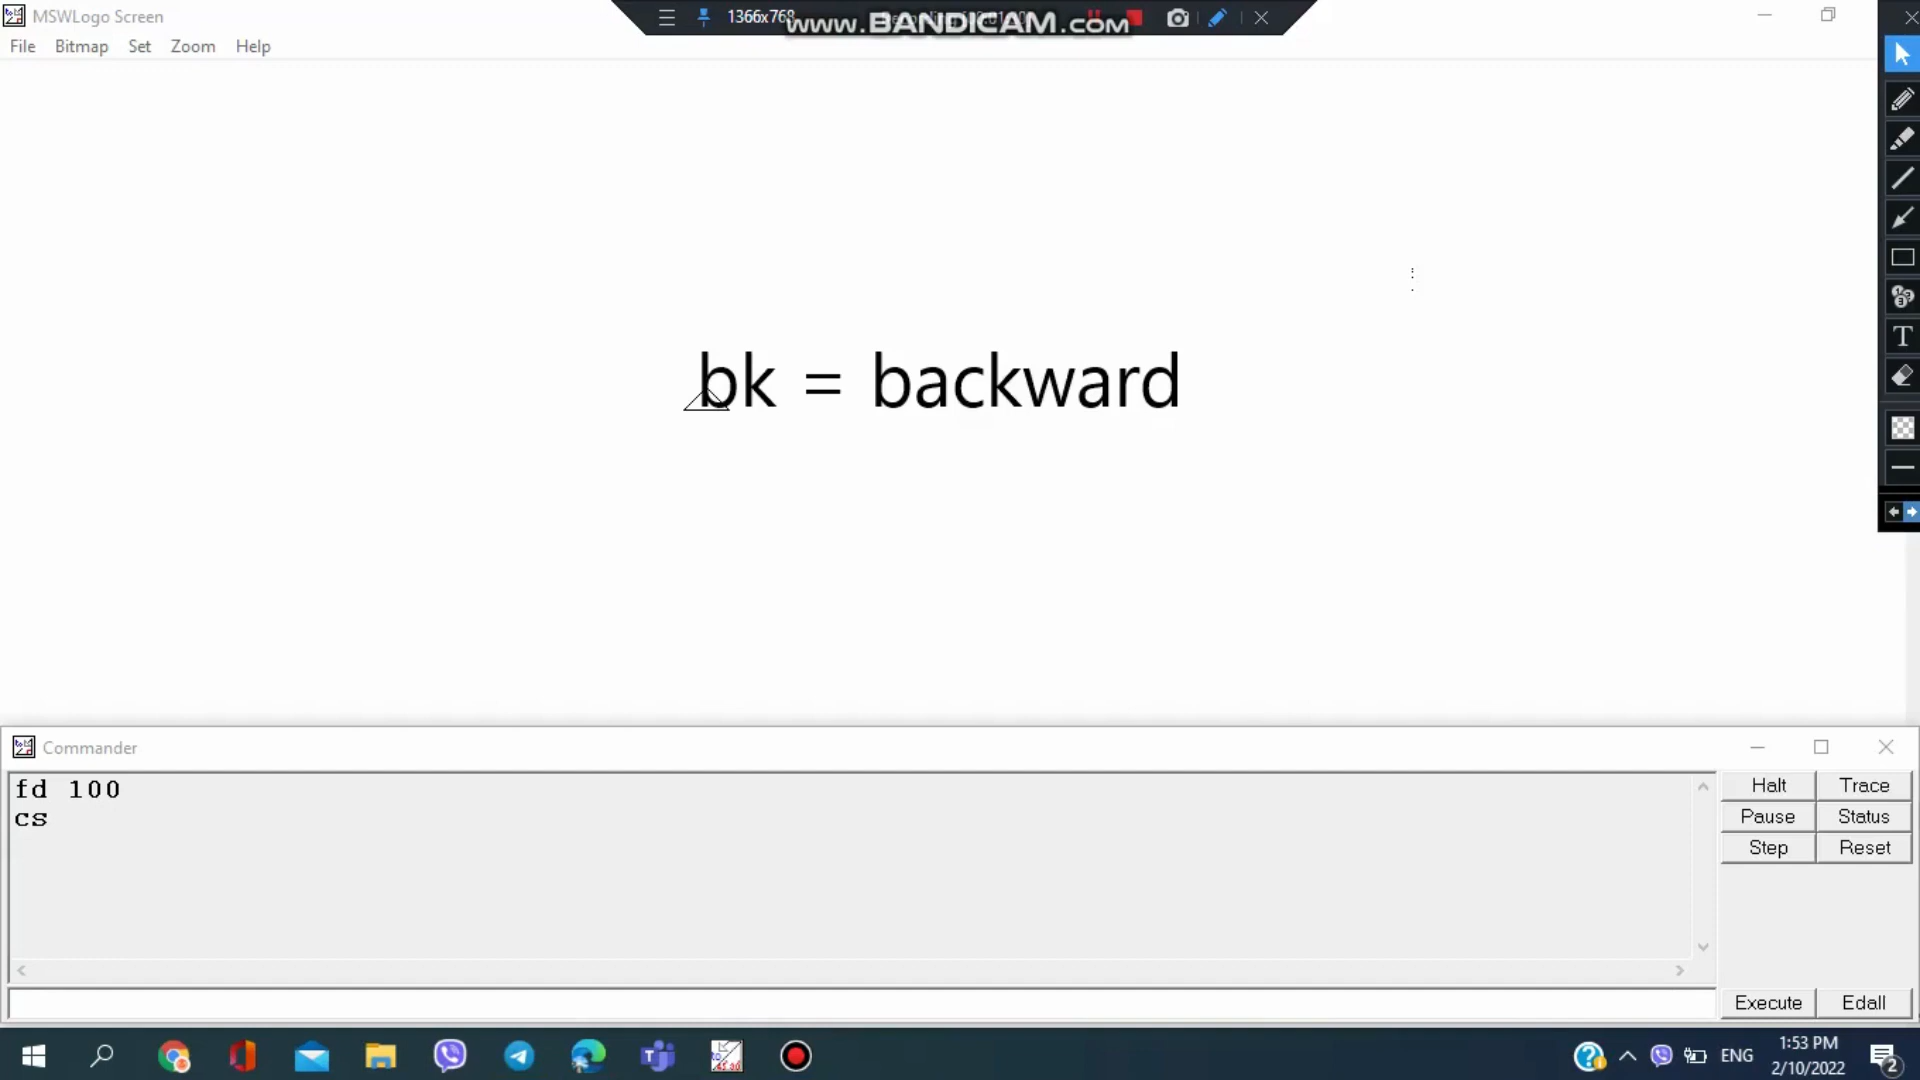 MSWLogo Screen
1366x768
www.BANDICAM.com
File Bitmap Set Zoom Help
bk = backward
Commander
fd 100
cs
Halt Trace
Pause Status
Step Reset
Execute Edall
ENG
1:53 PM
2/10/2022
2